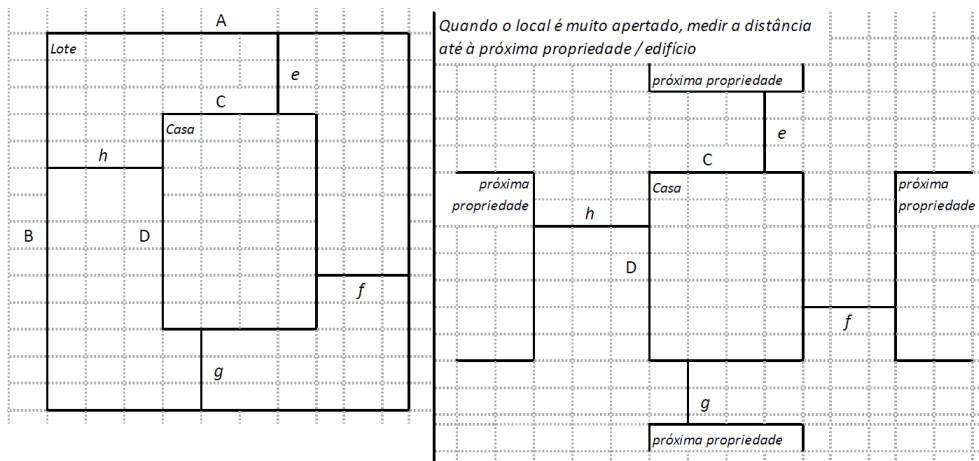 A
Lote
e
C
Casa
h
B
D
f
g
Quando o local é muito apertado, medir a distância
até à próxima propriedade / edifício
próxima propriedade
e
C
próxima
propriedade
Casa
próxima
propriedade
h
D
f
g
próxima propriedade